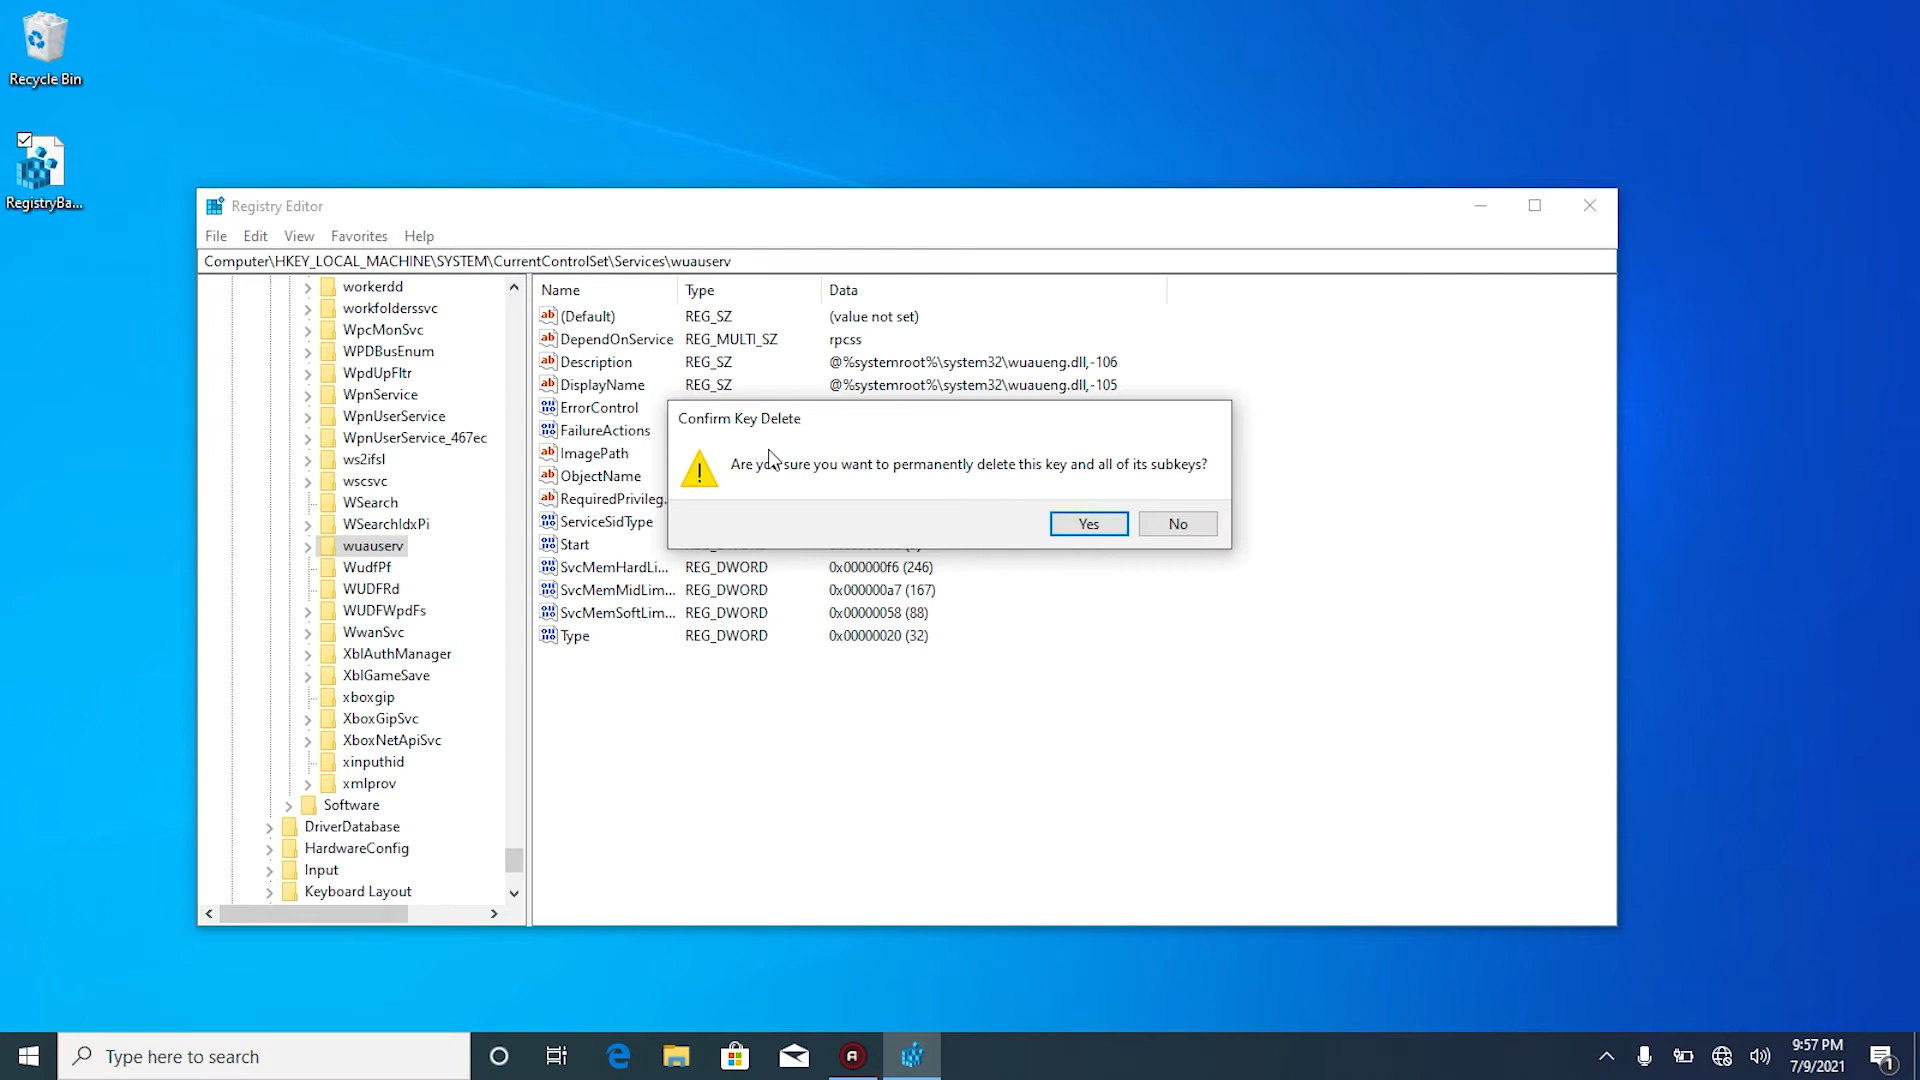 Recycle Bin
RegistryBa...
Registry Editor
File Edit View Favorites Help
Computer\HKEY_LOCAL_MACHINE\SYSTEM\CurrentControlSet\Services\wuauserv
workerdd
workfolderssvc
WpcMonSvc
WPDBusEnum
WpdUpFltr
WpnService
WpnUserService
WpnUserService_467ec
ws2ifsl
wscsvc
WSearch
WSearchIdxPi
wuauserv
WudfPf
WUDFRd
WUDFWpdFs
WwanSvc
XblAuthManager
XblGameSave
xboxgip
XboxGipSvc
XboxNetApiSvc
xinputhid
xmlprov
Software
DriverDatabase
HardwareConfig
Input
Keyboard Layout
Name Type Data
(Default) REG_SZ (value not set)
DependOnService REG_MULTI_SZ rpcss
Description REG_SZ @%systemroot%\system32\wuaueng.dll,-106
DisplayName REG_SZ @%systemroot%\system32\wuaueng.dll,-105
ErrorControl
FailureActions
ImagePath
ObjectName
RequiredPrivileg.
ServiceSidType
Start
SvcMemHardLi... REG_DWORD 0x000000f6 (246)
SvcMemMidLim... REG_DWORD 0x000000a7 (167)
SvcMemSoftLim... REG_DWORD 0x00000058 (88)
Type REG_DWORD 0x00000020 (32)
Confirm Key Delete
Are you sure you want to permanently delete this key and all of its subkeys?
Yes No
Type here to search
9:57 PM
7/9/2021
1